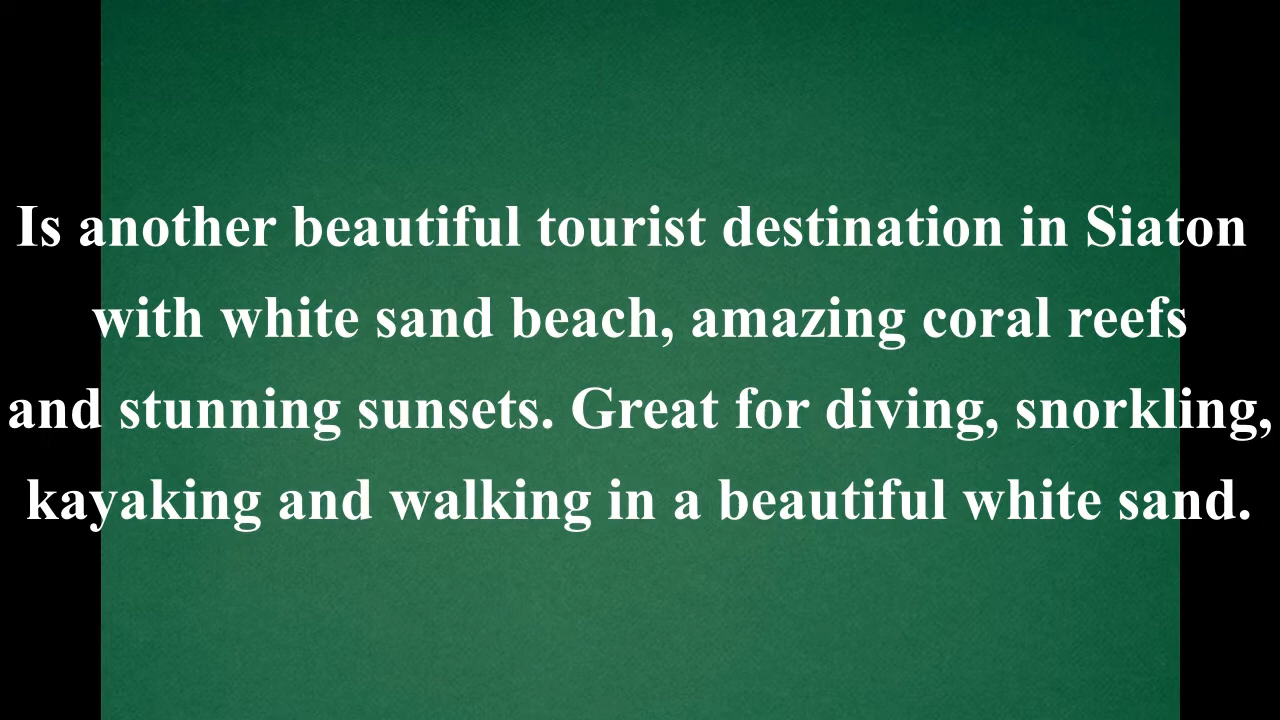 Is another beautiful tourist destination in Siaton
with white sand beach, amazing coral reefs
and stunning sunsets. Great for diving, snorkling,
kayaking and walking in a beautiful white sand.